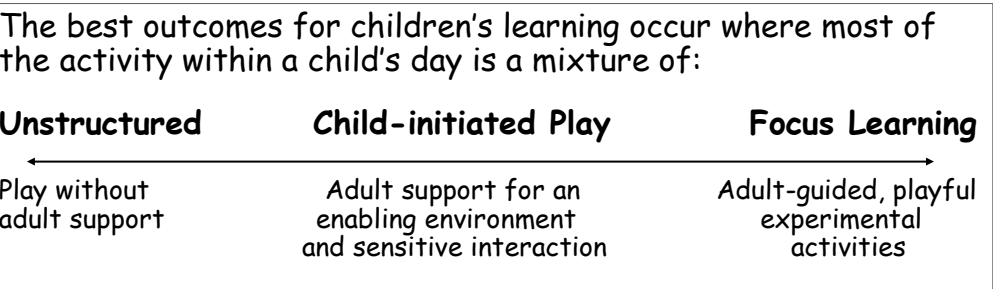 The best outcomes for children's learning occur where most of
the activity within a child's day is a mixture of:
Unstructured Child-initiated Play Focus Learning
Play without
adult support
Adult support for an
enabling environment
and sensitive interaction
Adult-guided, playful
experimental
activities